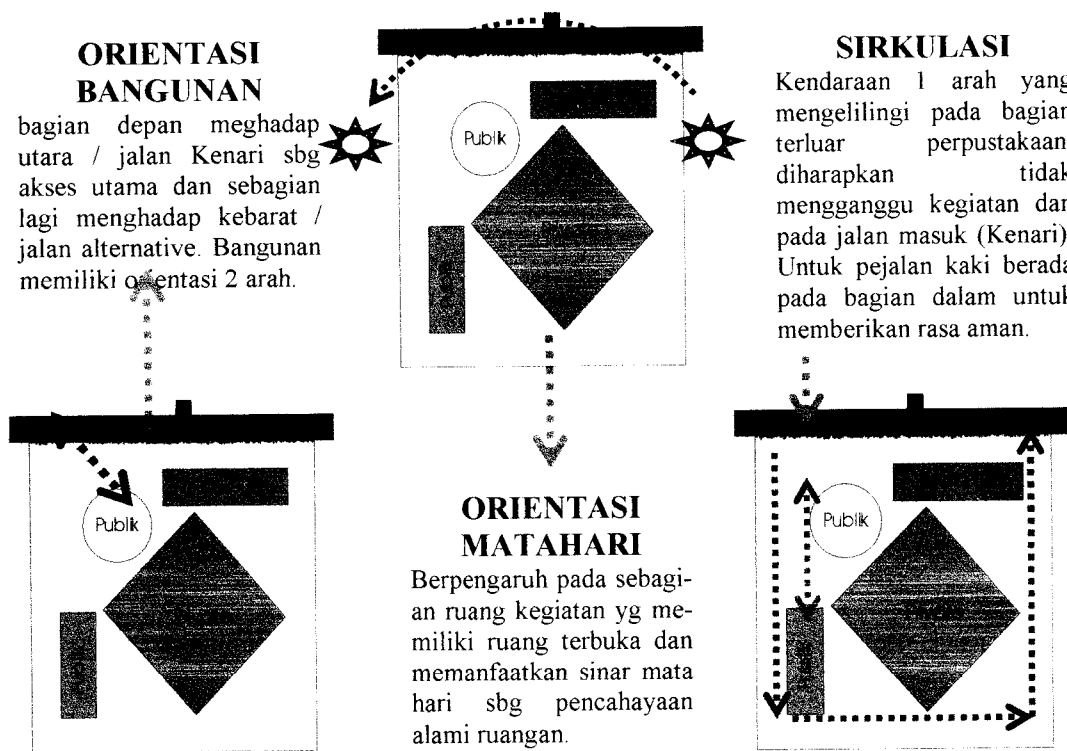 ORIENTASI
BANGUNAN
bagian depan meghadap
utara / jalan Kenari sbg
akses utama dan sebagian
lagi menghadap kebarat /
jalan alternative. Bangunan
memiliki orientasi 2 arah.
Publik
SIRKULASI
Kendaraan 1 arah yang
mengelilingi pada bagian
terluar perpustakaan
diharapkan tidak
mengganggu kegiatan dan
pada jalan masuk (Kenari)
Untuk pejalan kaki berada
pada bagian dalam untuk
memberikan rasa aman.
Publik
ORIENTASI
MATAHARI
Berpengaruh pada sebagi-
an ruang kegiatan yg me-
miliki ruang terbuka dan
memanfaatkan sinar mata
hari sbg pencahayaan
alami ruangan.
Publik